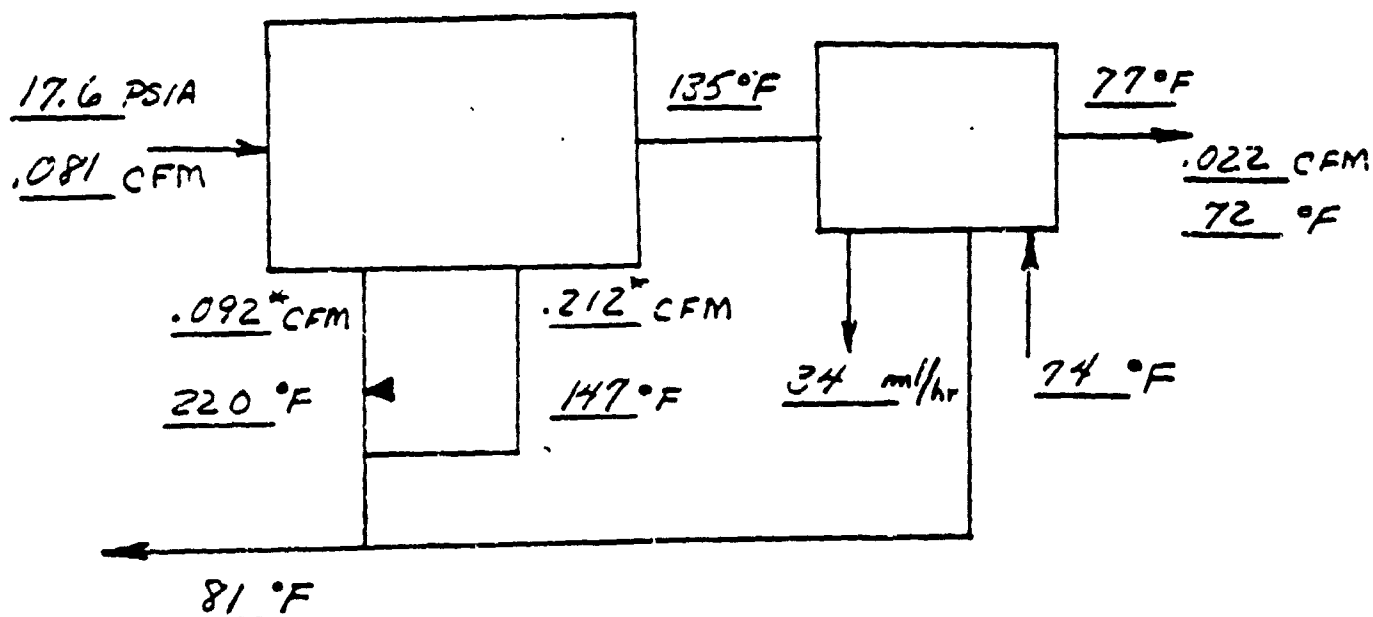 17.6 PSIA
.081 CFM
135°F
77°F
.022 CFM
72 °F
.092* CFM
220 °F
.212* CFM
147 °F
34 ml/hr
74 °F
81 °F